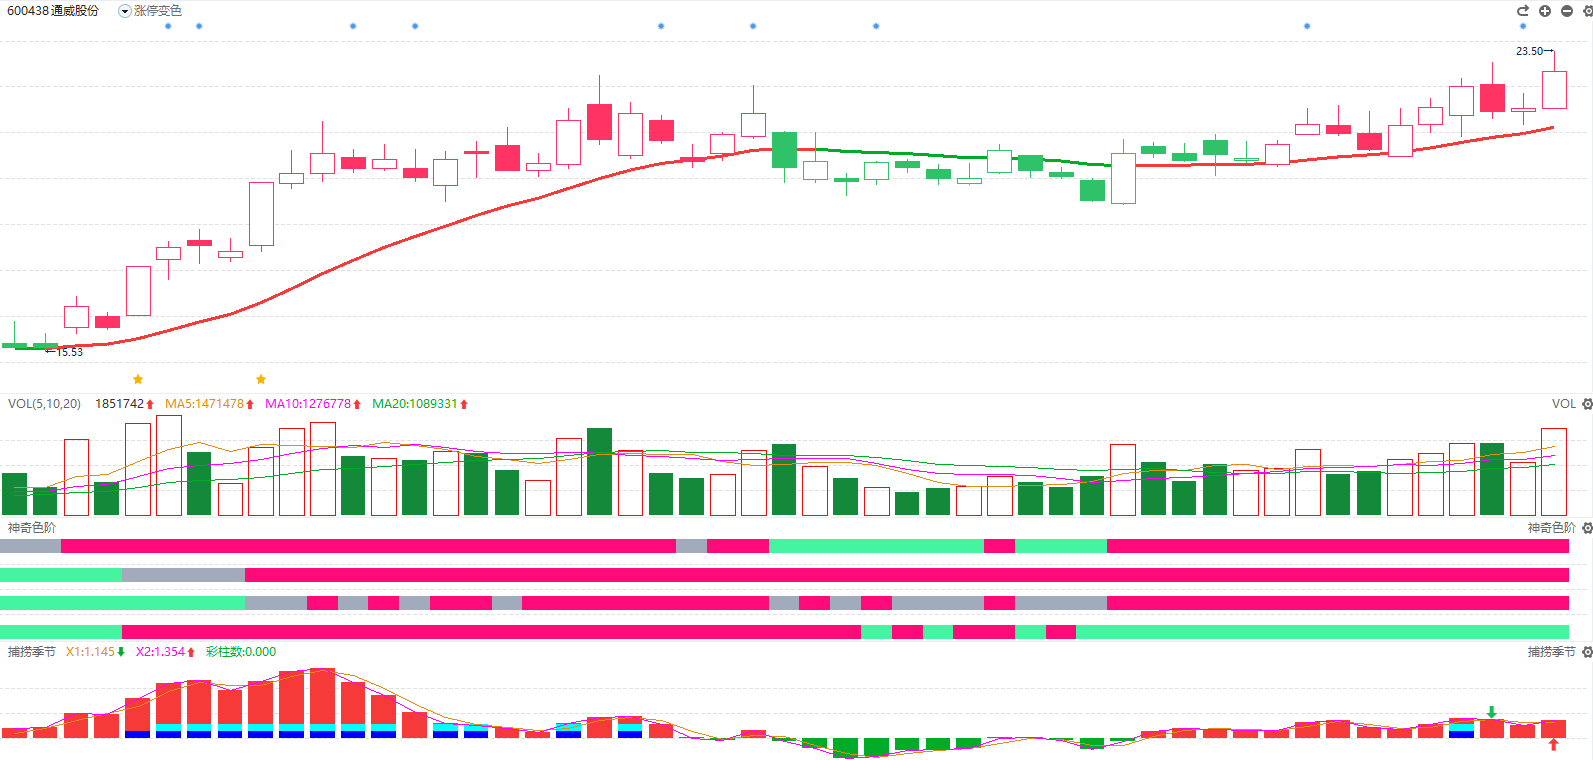 600438 通威股份 涨停变色
23.50
15.53
VOL(5,10,20) 1851742 MA5:1471478 MA10:1276778 MA20:1089331 VOL
神奇色阶 神奇色阶
捕捞季节 X1:1.145 X2:1.354 彩柱数:0.000 捕捞季节